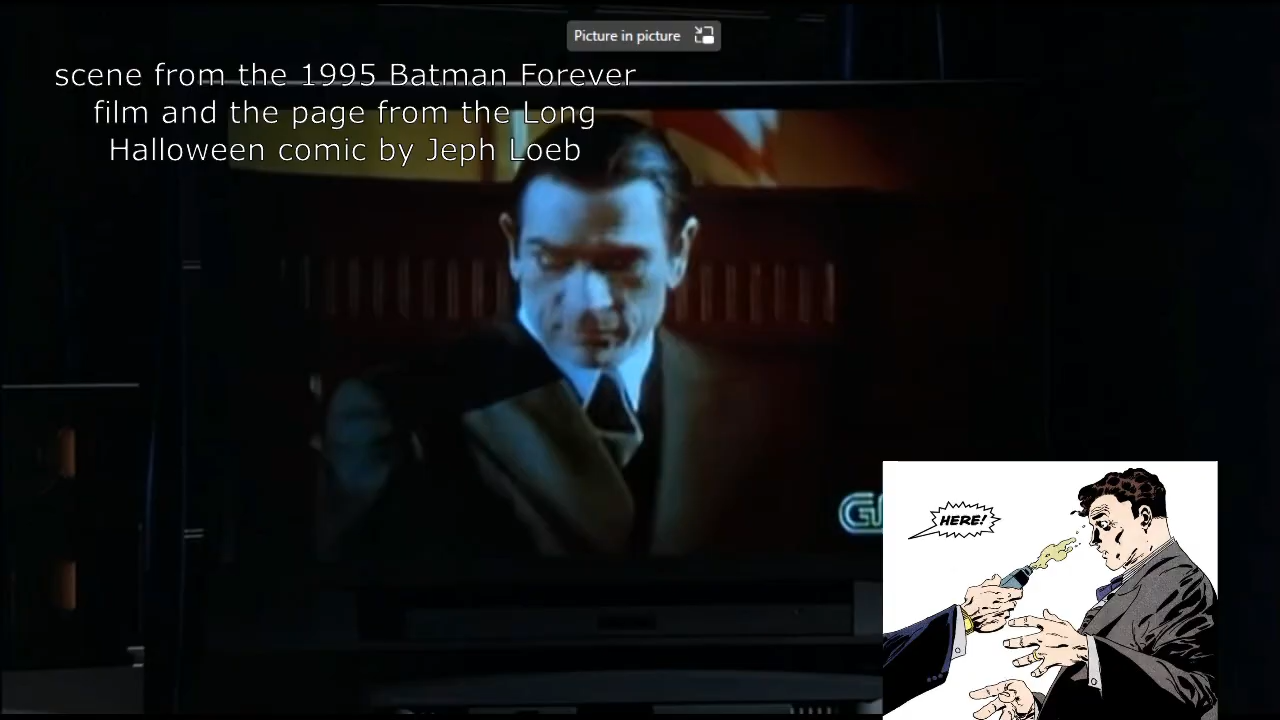 Picture in picture
scene from the 1995 Batman Forever
film and the page from the Long
Halloween comic by Jeph Loeb
HERE!